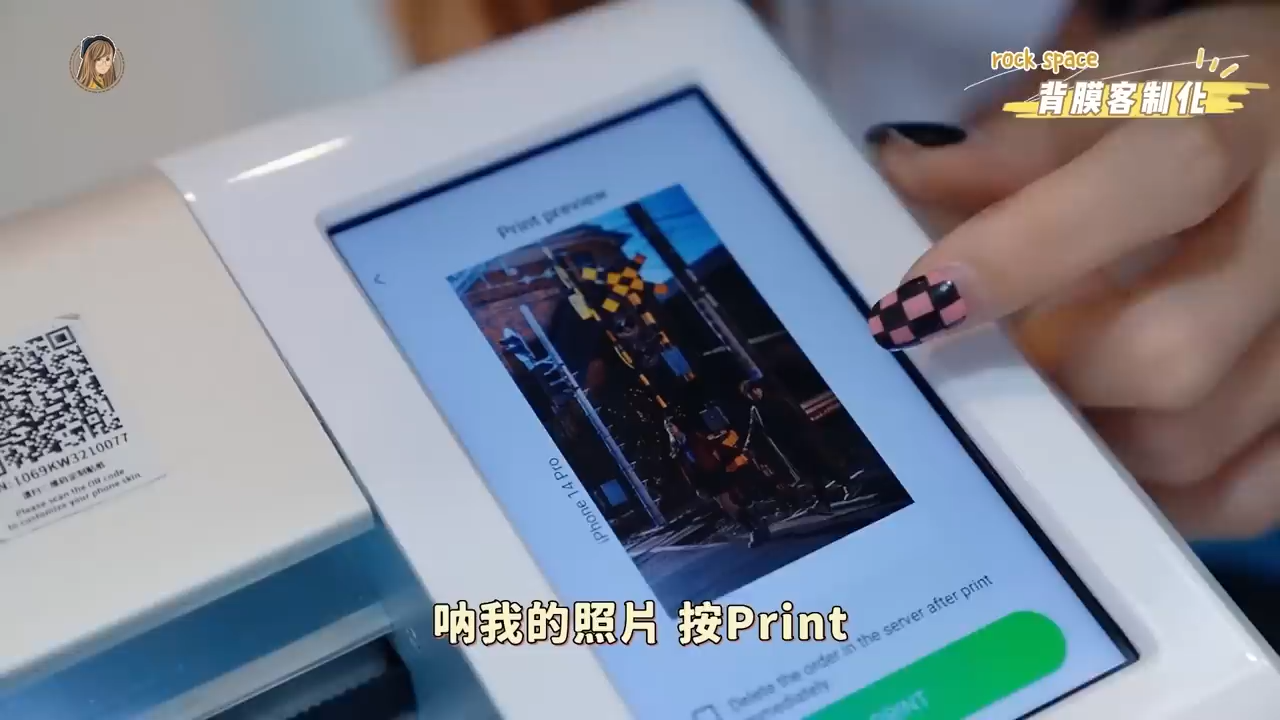 rock space
背膜客制化
Print preview
iPhone 14 Pro
N: 1069KW3210077
Please scan the QR code
to customize your phone skin
Delete the order in the server after print
immediately
PRINT
呐我的照片 按Print